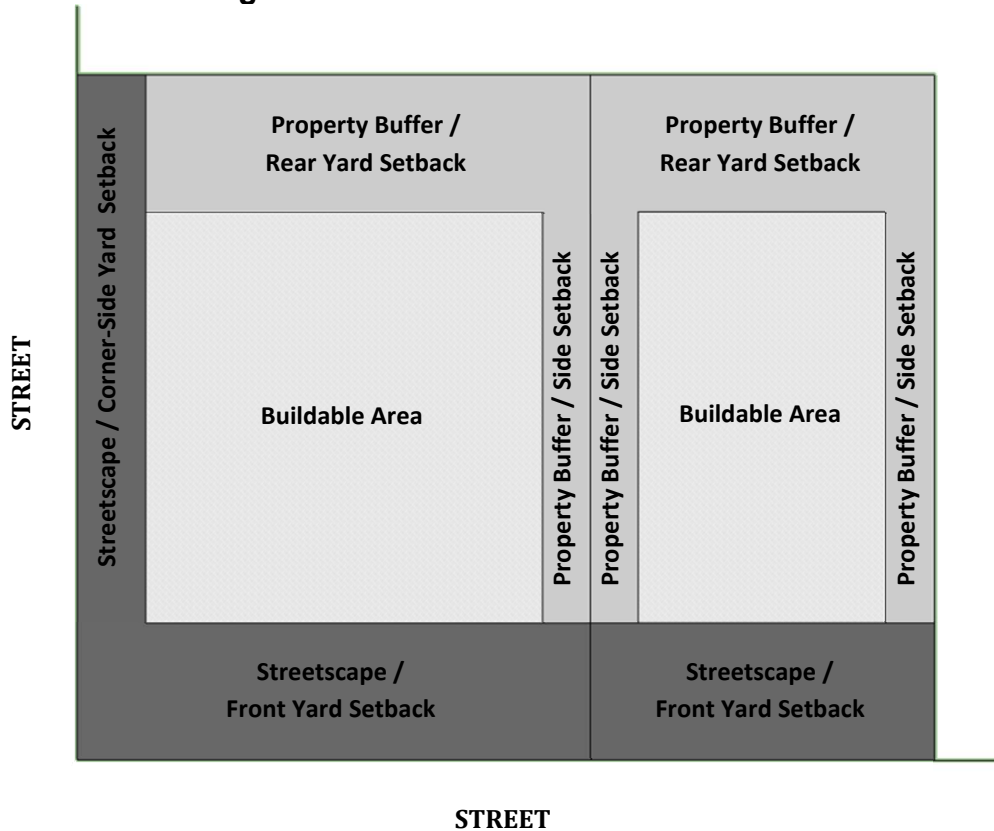 Property Buffer /
Rear Yard Setback
Property Buffer /
Rear Yard Setback
STREET
Streetscape / Corner-Side Yard Setback
Buildable Area
Property Buffer / Side Setback
Property Buffer / Side Setback
Buildable Area
Property Buffer / Side Setback
Streetscape /
Front Yard Setback
Streetscape /
Front Yard Setback
STREET